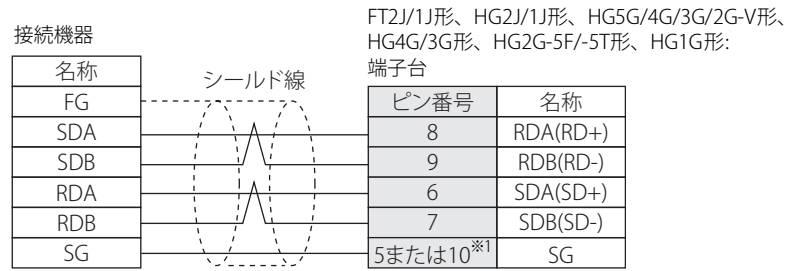 FT2J/1J形、HG2J/1J形、HG5G/4G/3G/2G-V形、
HG4G/3G形、HG2G-5F/-5T形、HG1G形:
端子台
接続機器
シールド線
名称
FG
SDA
SDB
RDA
RDB
SG
ピン番号 名称
8 RDA(RD+)
9 RDB(RD-)
6 SDA(SD+)
7 SDB(SD-)
5または10※1 SG